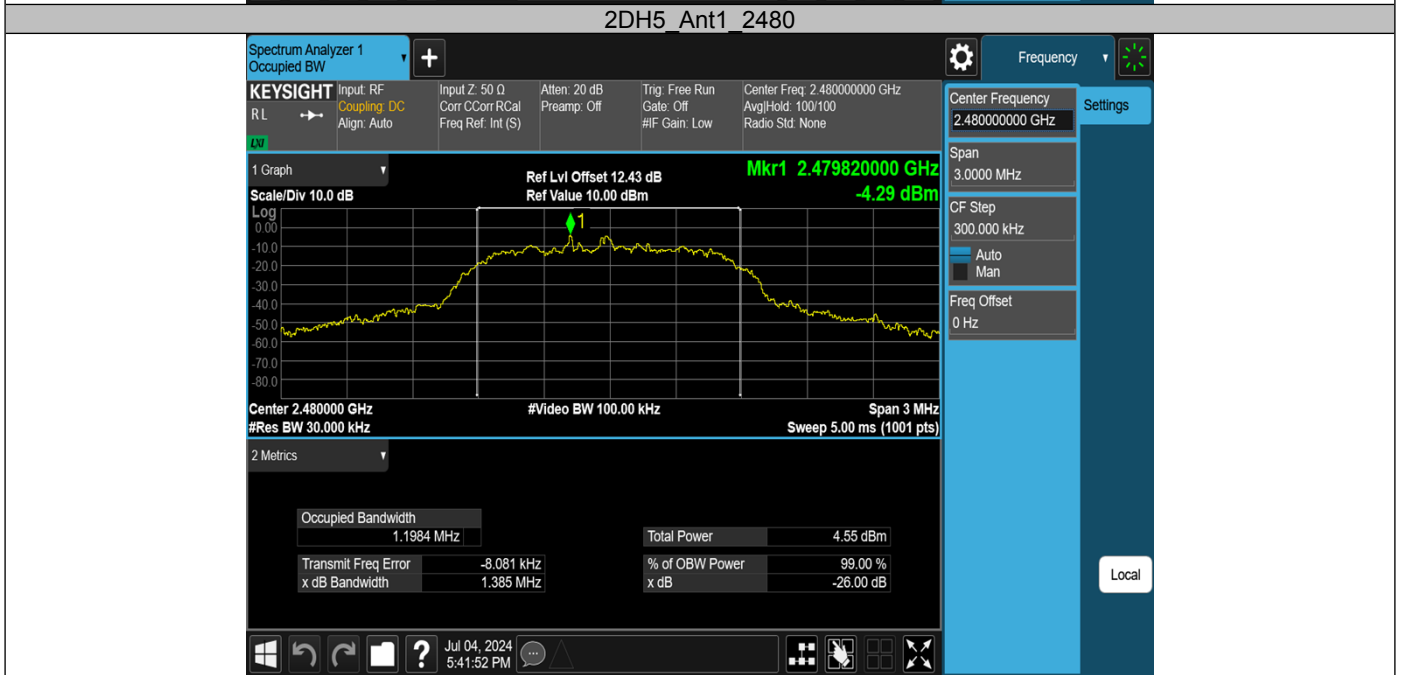 2DH5_Ant1_2480
Spectrum Analyzer 1
Occupied BW
Frequency
KEYSIGHT
RL
LXI
Input: RF
Coupling: DC
Align: Auto
Input Z: 50 Ω
Corr CCorr RCal
Freq Ref: Int (S)
Atten: 20 dB
Preamp: Off
Trig: Free Run
Gate: Off
#IF Gain: Low
Center Freq: 2.480000000 GHz
Avg|Hold: 100/100
Radio Std: None
Center Frequency
2.480000000 GHz
Settings
Span
3.0000 MHz
CF Step
300.000 kHz
Auto
Man
Freq Offset
0 Hz
Local
1 Graph
Scale/Div 10.0 dB
Ref Lvl Offset 12.43 dB
Ref Value 10.00 dBm
Mkr1 2.479820000 GHz
-4.29 dBm
Log
0.00
-10.0
-20.0
-30.0
-40.0
-50.0
-60.0
-70.0
-80.0
1
Center 2.480000 GHz
#Res BW 30.000 kHz
#Video BW 100.00 kHz
Span 3 MHz
Sweep 5.00 ms (1001 pts)
2 Metrics
Occupied Bandwidth
1.1984 MHz
Transmit Freq Error -8.081 kHz
x dB Bandwidth 1.385 MHz
Total Power 4.55 dBm
% of OBW Power 99.00 %
x dB -26.00 dB
?
Jul 04, 2024
5:41:52 PM